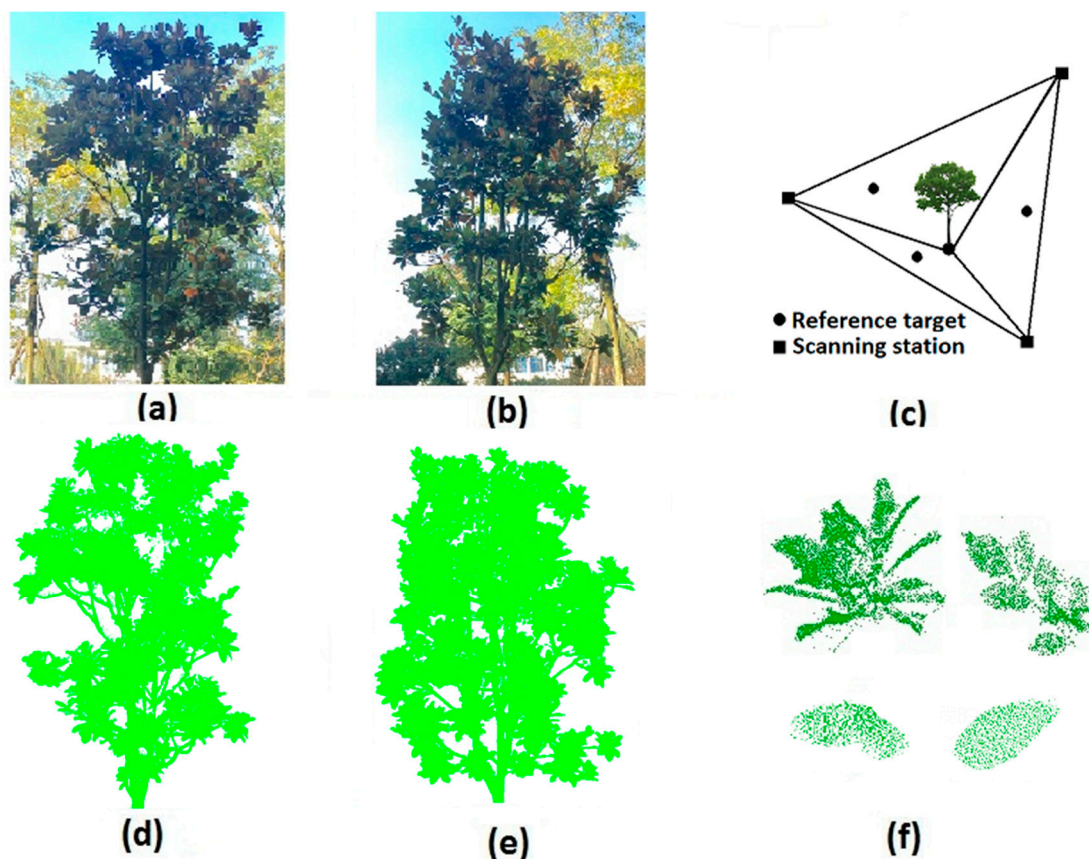 Reference target
Scanning station
(a)
(b)
(c)
(d)
(e)
(f)